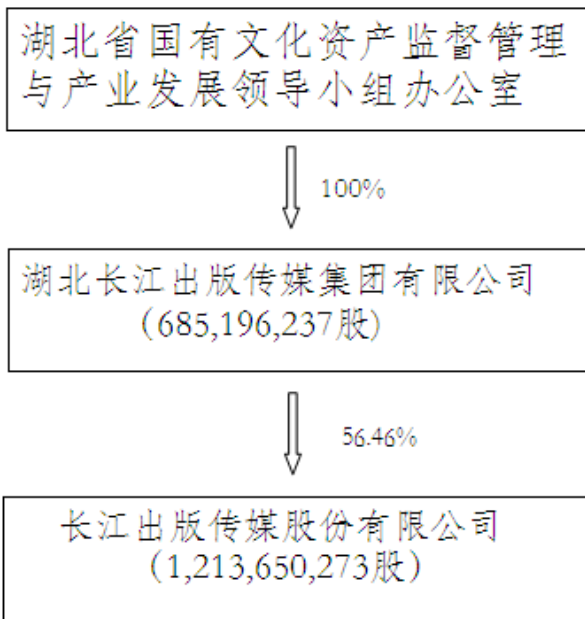 湖北省国有文化资产监督管理
与产业发展领导小组办公室
100%
湖北长江出版传媒集团有限公司
(685,196,237股)
56.46%
长江出版传媒股份有限公司
(1,213,650,273股)